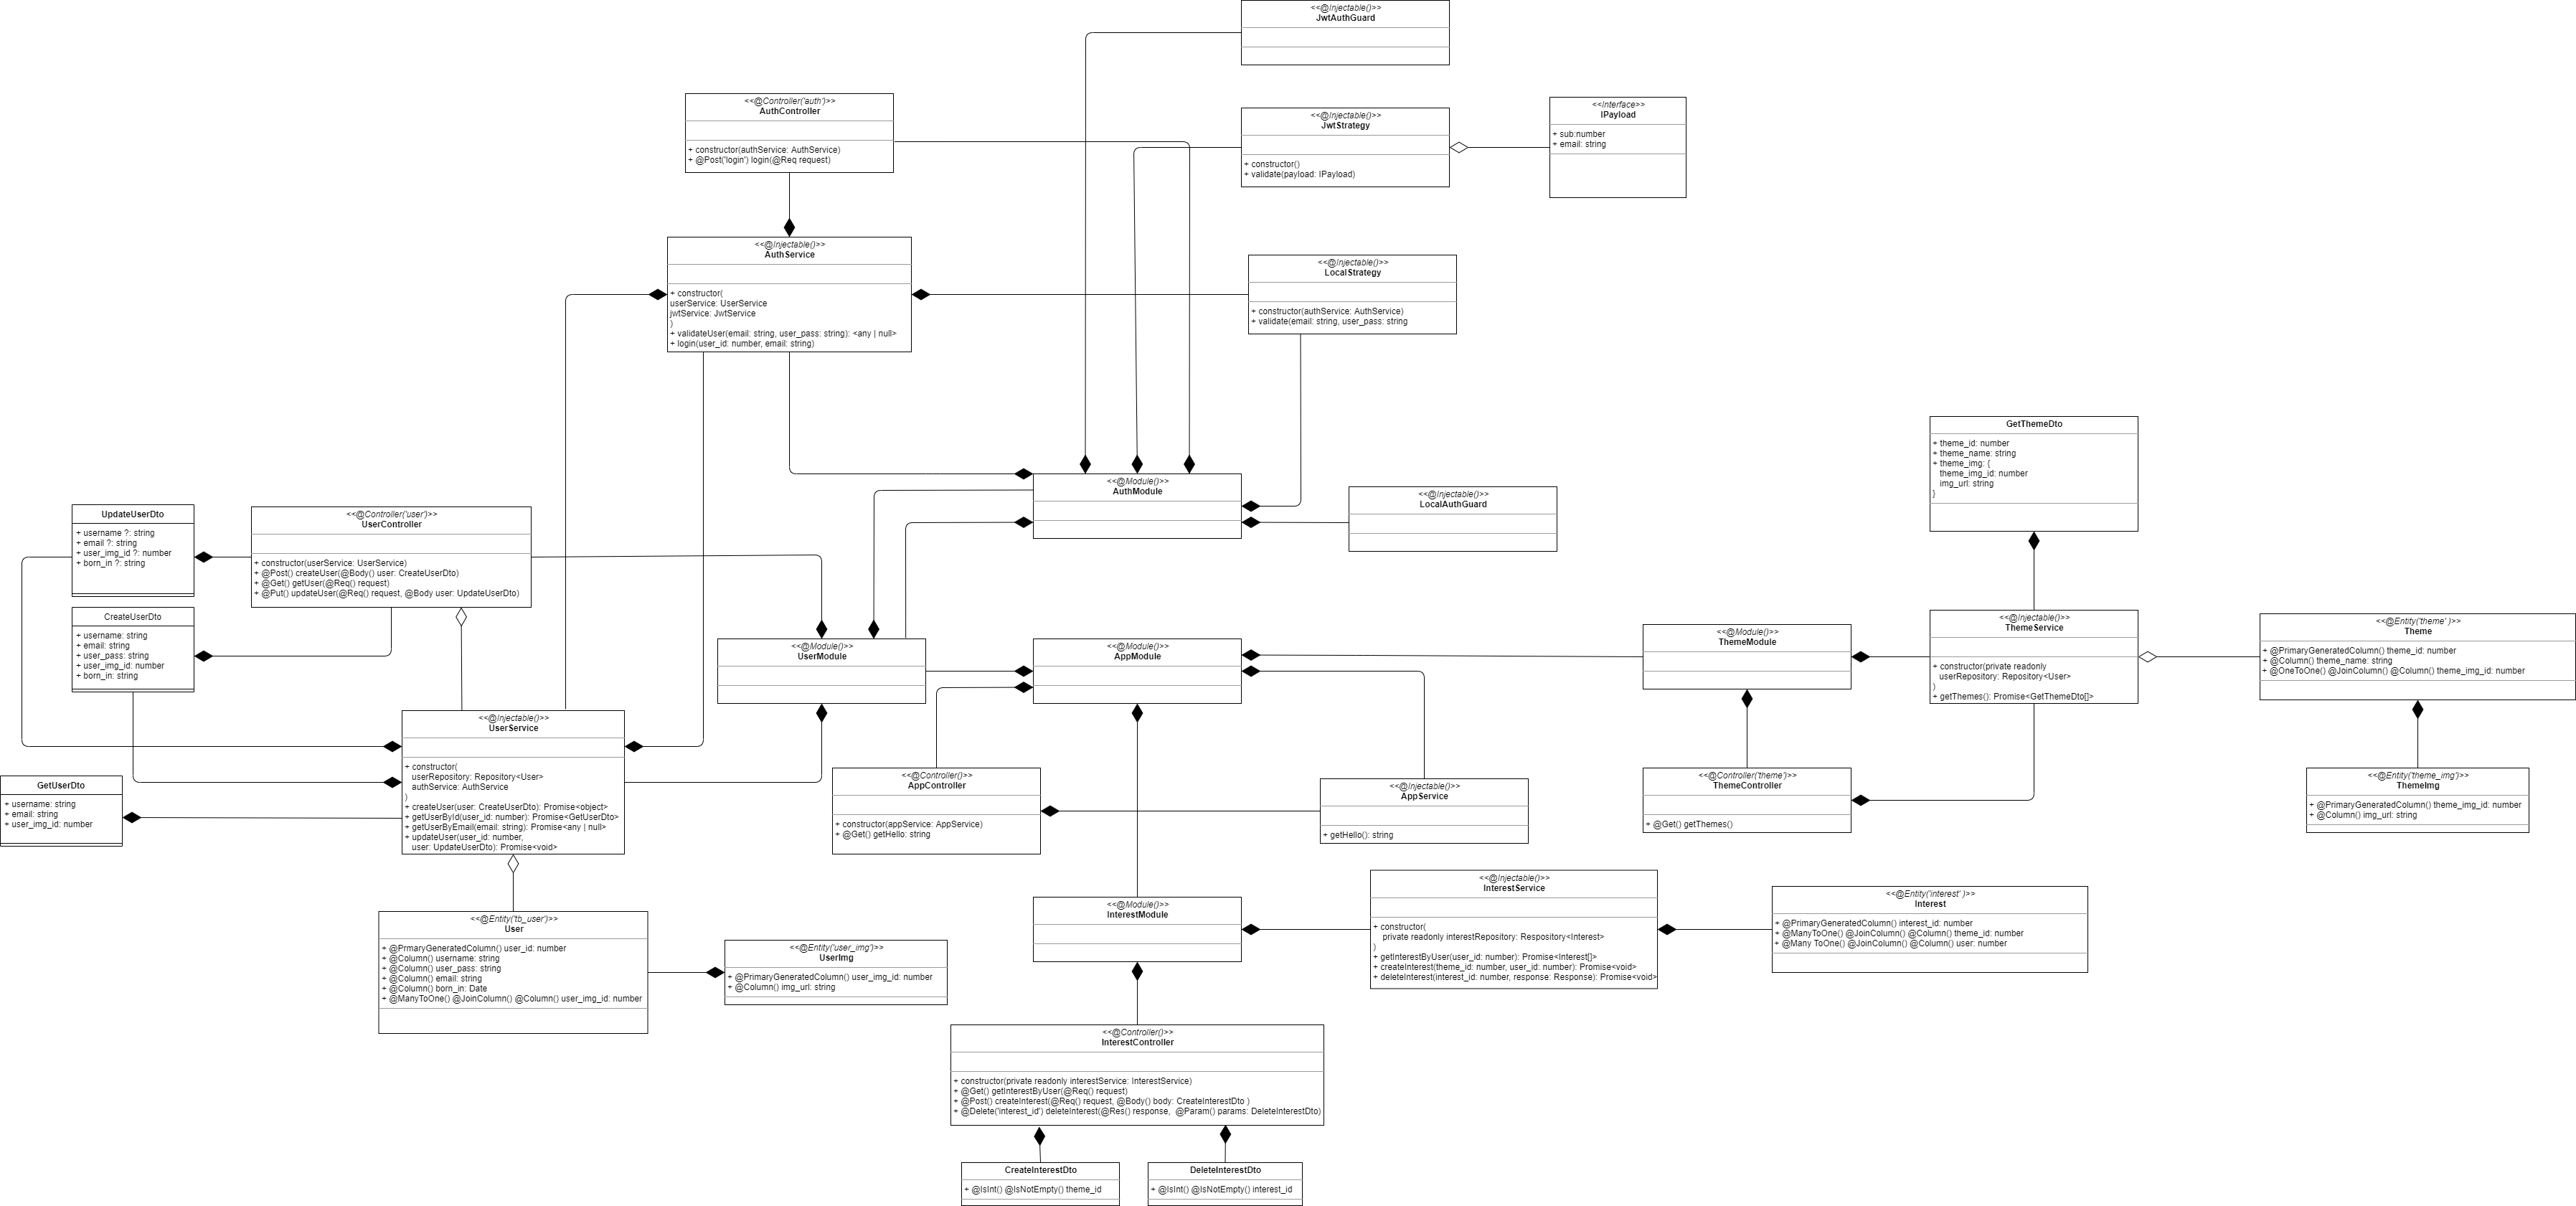 <<@Injectable()>>
JwtAuthGuard
<<@Controller('auth')>>
AuthController
+ constructor(authService: AuthService)
+ @Post('login') login(@Req request)
<<@Injectable()>>
JwtStrategy
+ constructor()
+ validate(payload: IPayload)
<<Interface>>
IPayload
+ sub:number
+ email: string
<<@Injectable()>>
AuthService
+ constructor(
userService: UserService
jwtService: JwtService
)
+ validateUser(email: string, user_pass: string): <any | null>
+ login(user_id: number, email: string)
<<@Injectable()>>
LocalStrategy
+ constructor(authService: AuthService)
+ validate(email: string, user_pass: string
GetThemeDto
+ theme_id: number
+ theme_name: string
+ theme_img: {
theme_img_id: number
img_url: string
}
<<@Module()>>
AuthModule
<<@Injectable()>>
LocalAuthGuard
UpdateUserDto
+ username ?: string
+ email ?: string
+ user_img_id ?: number
+ born_in ?: string
<<@Controller('user')>>
UserController
+ constructor(userService: UserService)
+ @Post() createUser(@Body() user: CreateUserDto)
+ @Get() getUser(@Req() request)
+ @Put() updateUser(@Req() request, @Body user: UpdateUserDto)
CreateUserDto
+ username: string
+ email: string
+ user_pass: string
+ user_img_id: number
+ born_in: string
<<@Module()>>
UserModule
<<@Module()>>
AppModule
<<@Module()>>
ThemeModule
<<@Injectable()>>
ThemeService
+ constructor(private readonly
userRepository: Repository<User>
)
+ getThemes(): Promise<GetThemeDto[]>
<<@Entity('theme' )>>
Theme
+ @PrimaryGeneratedColumn() theme_id: number
+ @Column() theme_name: string
+ @OneToOne() @JoinColumn() @Column() theme_img_id: number
<<@Injectable()>>
UserService
+ constructor(
userRepository: Repository<User>
authService: AuthService
)
+ createUser(user: CreateUserDto): Promise<object>
+ getUserById(user_id: number): Promise<GetUserDto>
+ getUserByEmail(email: string): Promise<any | null>
+ updateUser(user_id: number,
user: UpdateUserDto): Promise<void>
GetUserDto
+ username: string
+ email: string
+ user_img_id: number
<<@Controller()>>
AppController
+ constructor(appService: AppService)
+ @Get() getHello: string
<<@Injectable()>>
AppService
+ getHello(): string
<<@Controller('theme')>>
ThemeController
+ @Get() getThemes()
<<@Entity('theme_img')>>
ThemeImg
+ @PrimaryGeneratedColumn() theme_img_id: number
+ @Column() img_url: string
<<@Entity('tb_user')>>
User
+ @PrmaryGeneratedColumn() user_id: number
+ @Column() username: string
+ @Column() user_pass: string
+ @Column() email: string
+ @Column() born_in: Date
+ @ManyToOne() @JoinColumn() @Column() user_img_id: number
<<@Entity('user_img')>>
UserImg
+ @PrimaryGeneratedColumn() user_img_id: number
+ @Column() img_url: string
<<@Module()>>
InterestModule
<<@Injectable()>>
InterestService
+ constructor(
private readonly interestRepository: Respository<Interest>
)
+ getInterestByUser(user_id: number): Promise<Interest[]>
+ createInterest(theme_id: number, user_id: number): Promise<void>
+ deleteInterest(interest_id: number, response: Response): Promise<void>
<<@Entity('interest' )>>
Interest
+ @PrimaryGeneratedColumn() interest_id: number
+ @ManyToOne() @JoinColumn() @Column() theme_id: number
+ @Many ToOne() @JoinColumn() @Column() user: number
<<@Controller()>>
InterestController
+ constructor(private readonly interestService: InterestService)
+ @Get() getInterestByUser(@Req() request)
+ @Post() createInterest(@Req() request, @Body() body: CreateInterestDto )
+ @Delete('interest_id') deleteInterest(@Res() response,  @Param() params: DeleteInterestDto)
CreateInterestDto
+ @IsInt() @IsNotEmpty() theme_id
DeleteInterestDto
+ @IsInt() @IsNotEmpty() interest_id